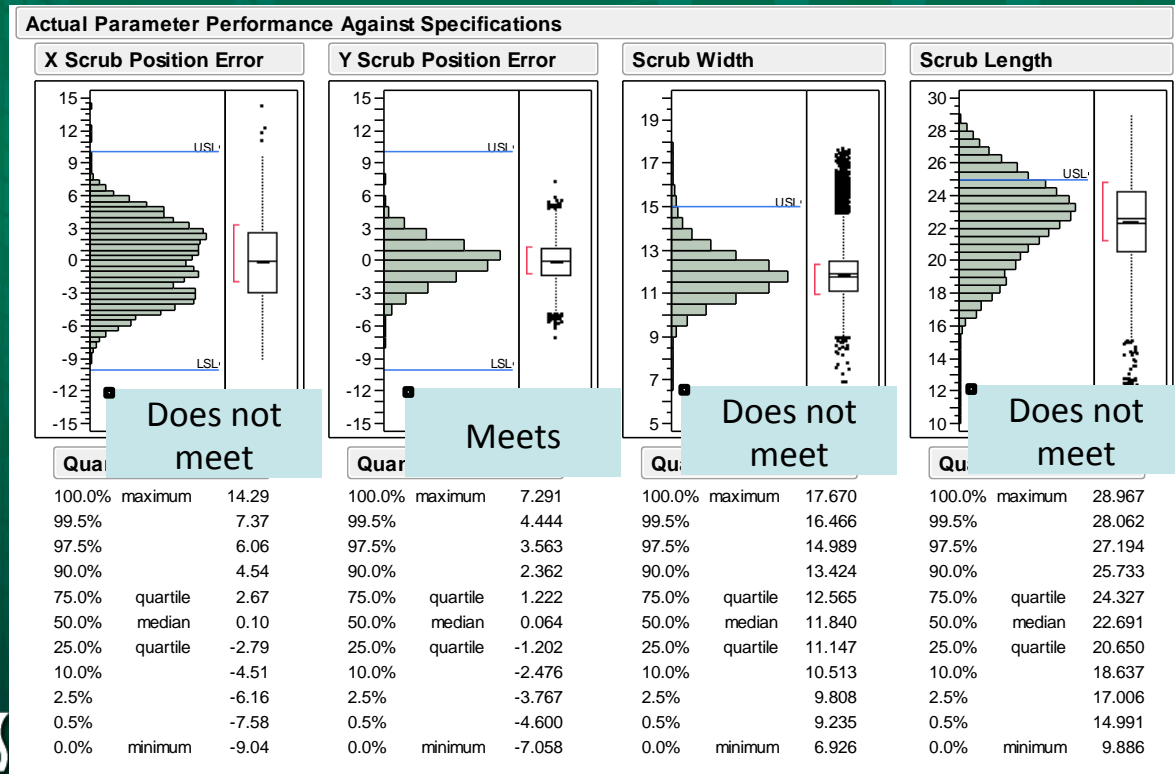 Actual Parameter Performance Against Specifications
X Scrub Position Error
Y Scrub Position Error
Scrub Width
Scrub Length
15
12
9
6
3
0
-3
-6
-9
-12
-15
USL
LSL
Does not
meet
15
12
9
6
3
0
-3
-6
-9
-12
-15
USL
LSL
Meets
19
17
15
13
11
9
7
5
USL
Does not
meet
30
28
26
24
22
20
18
16
14
12
10
USL
Does not
meet
100.0% maximum 14.29
99.5% 7.37
97.5% 6.06
90.0% 4.54
75.0% quartile 2.67
50.0% median 0.10
25.0% quartile -2.79
10.0% -4.51
2.5% -6.16
0.5% -7.58
0.0% minimum -9.04
100.0% maximum 7.291
99.5% 4.444
97.5% 3.563
90.0% 2.362
75.0% quartile 1.222
50.0% median 0.064
25.0% quartile -1.202
10.0% -2.476
2.5% -3.767
0.5% -4.600
0.0% minimum -7.058
100.0% maximum 17.670
99.5% 16.466
97.5% 14.989
90.0% 13.424
75.0% quartile 12.565
50.0% median 11.840
25.0% quartile 11.147
10.0% 10.513
2.5% 9.808
0.5% 9.235
0.0% minimum 6.926
100.0% maximum 28.967
99.5% 28.062
97.5% 27.194
90.0% 25.733
75.0% quartile 24.327
50.0% median 22.691
25.0% quartile 20.650
10.0% 18.637
2.5% 17.006
0.5% 14.991
0.0% minimum 9.886